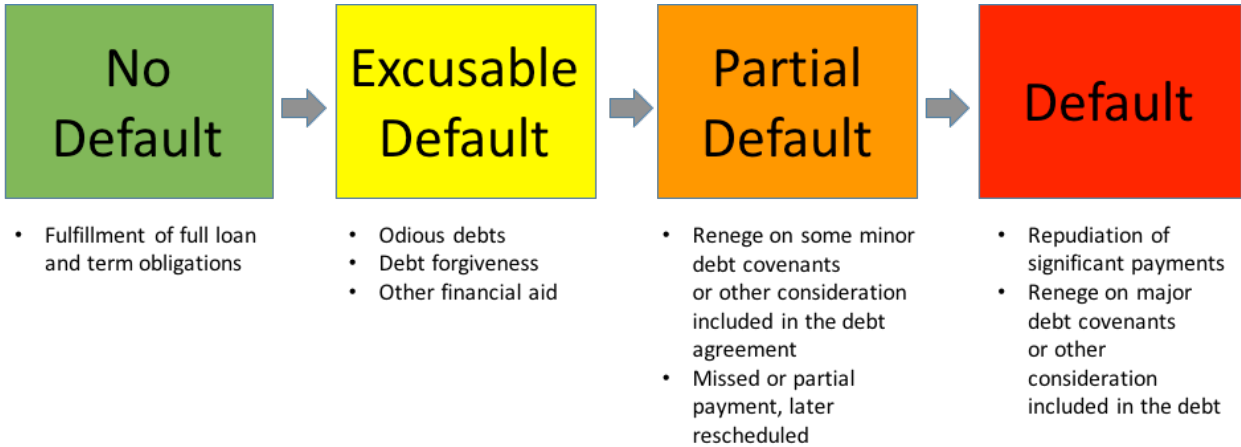 No
Default
Excusable
Default
Partial
Default
Default
• Fulfillment of full loan
and term obligations
• Odious debts
• Debt forgiveness
• Other financial aid
• Renege on some minor
debt covenants
or other consideration
included in the debt
agreement
• Missed or partial
payment, later
rescheduled
• Repudiation of
significant payments
• Renege on major
debt covenants
or other
consideration
included in the debt